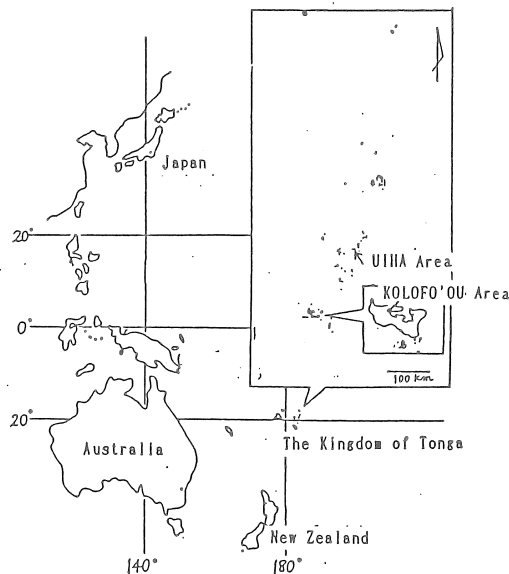 Japan
20°
UIHA Area
KOLOFO'OU Area
0°
100 km
20°
Australia
The Kingdom of Tonga
New Zealand
140°
180°